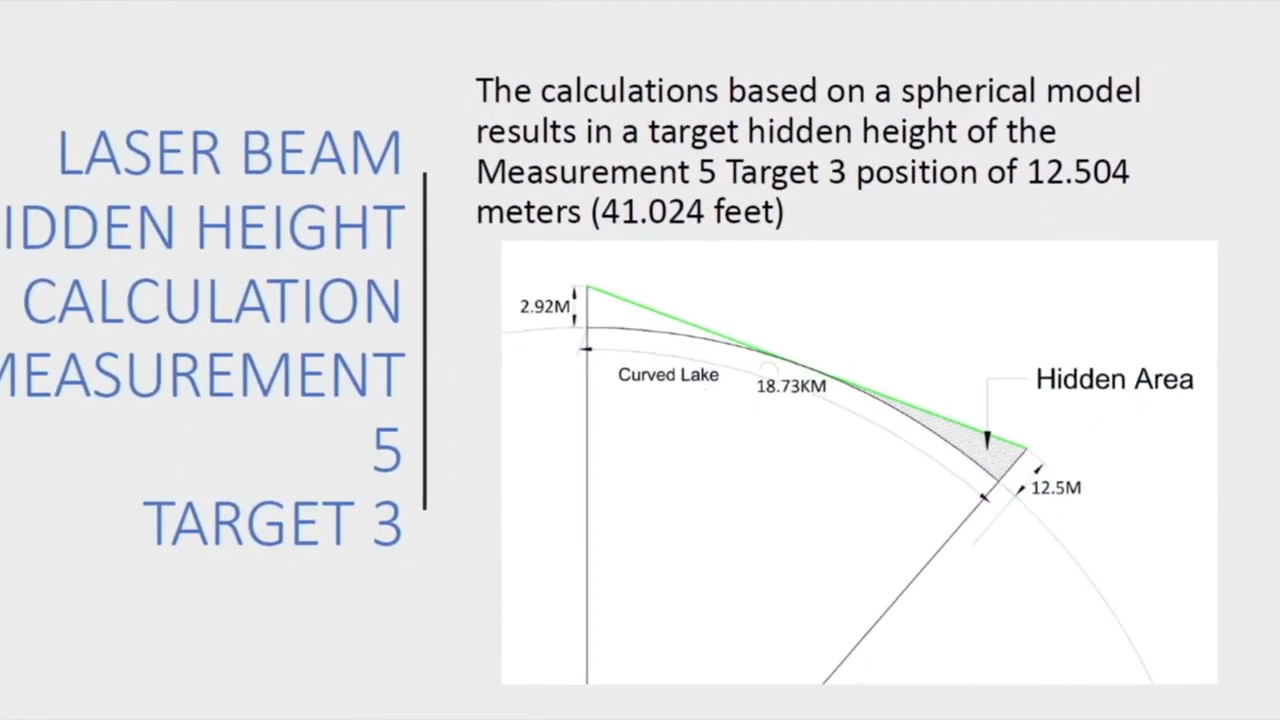 LASER BEAM
IDDEN HEIGHT
CALCULATION
MEASUREMENT
5
TARGET 3
The calculations based on a spherical model
results in a target hidden height of the
Measurement 5 Target 3 position of 12.504
meters (41.024 feet)
2.92M
Curved Lake
18.73KM
Hidden Area
12.5M